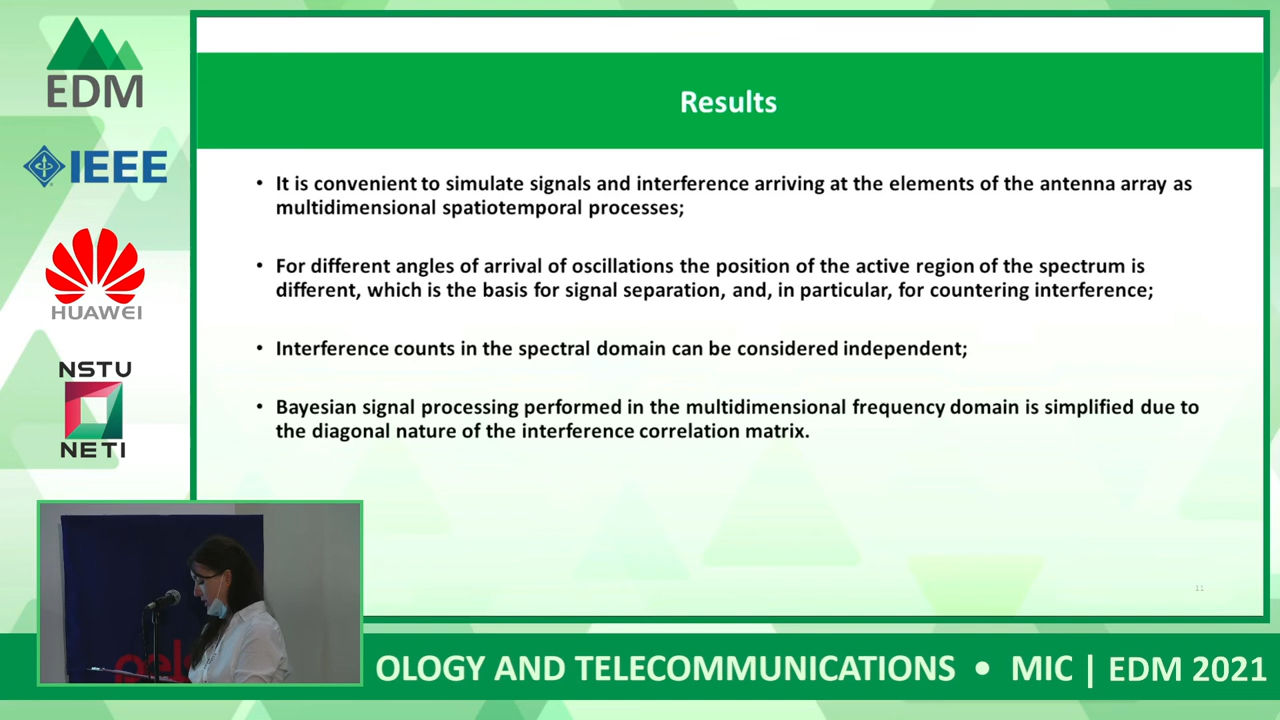 EDM
IEEE
HUAWEI
NSTU
NETI
Results
• It is convenient to simulate signals and interference arriving at the elements of the antenna array as
multidimensional spatiotemporal processes;
• For different angles of arrival of oscillations the position of the active region of the spectrum is
different, which is the basis for signal separation, and, in particular, for countering interference;
• Interference counts in the spectral domain can be considered independent;
• Bayesian signal processing performed in the multidimensional frequency domain is simplified due to
the diagonal nature of the interference correlation matrix.
11
OLOGY AND TELECOMMUNICATIONS • MIC | EDM 2021